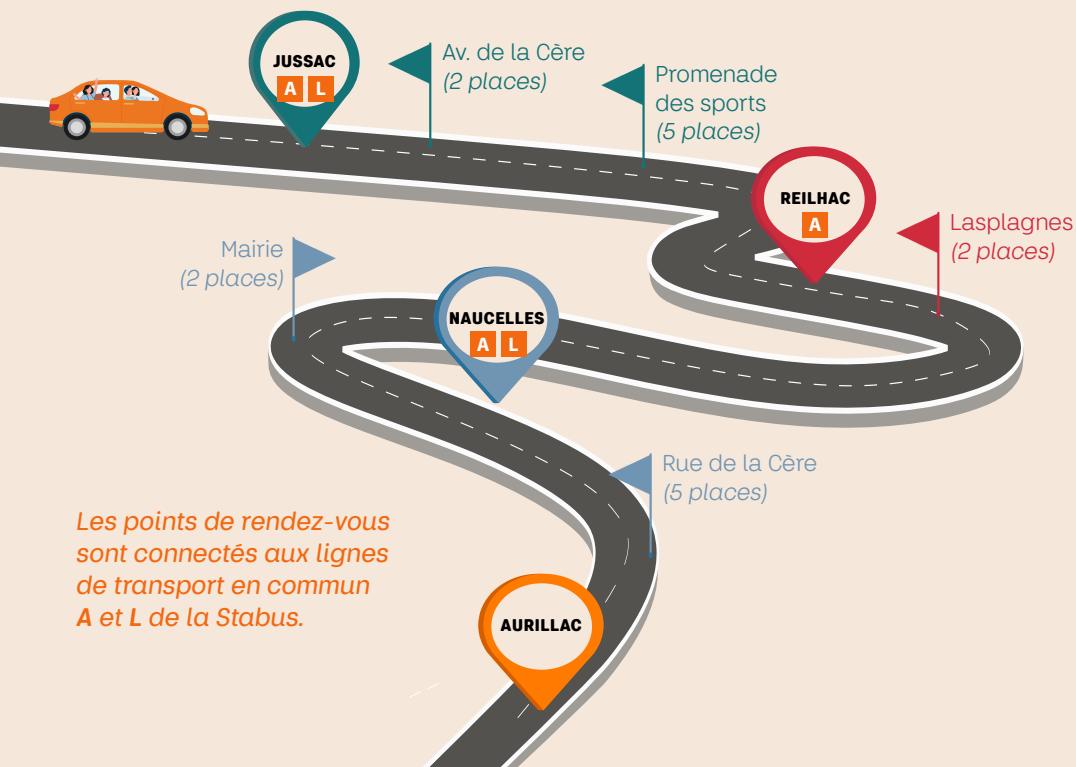 JUSSAC
A L
Av. de la Cère
(2 places)
Promenade
des sports
(5 places)
REILHAC
A
Lasplagnes
(2 places)
Mairie
(2 places)
NAUCELLES
A L
Rue de la Cère
(5 places)
Les points de rendez-vous
sont connectés aux lignes
de transport en commun
A et L de la Stabus.
AURILLAC